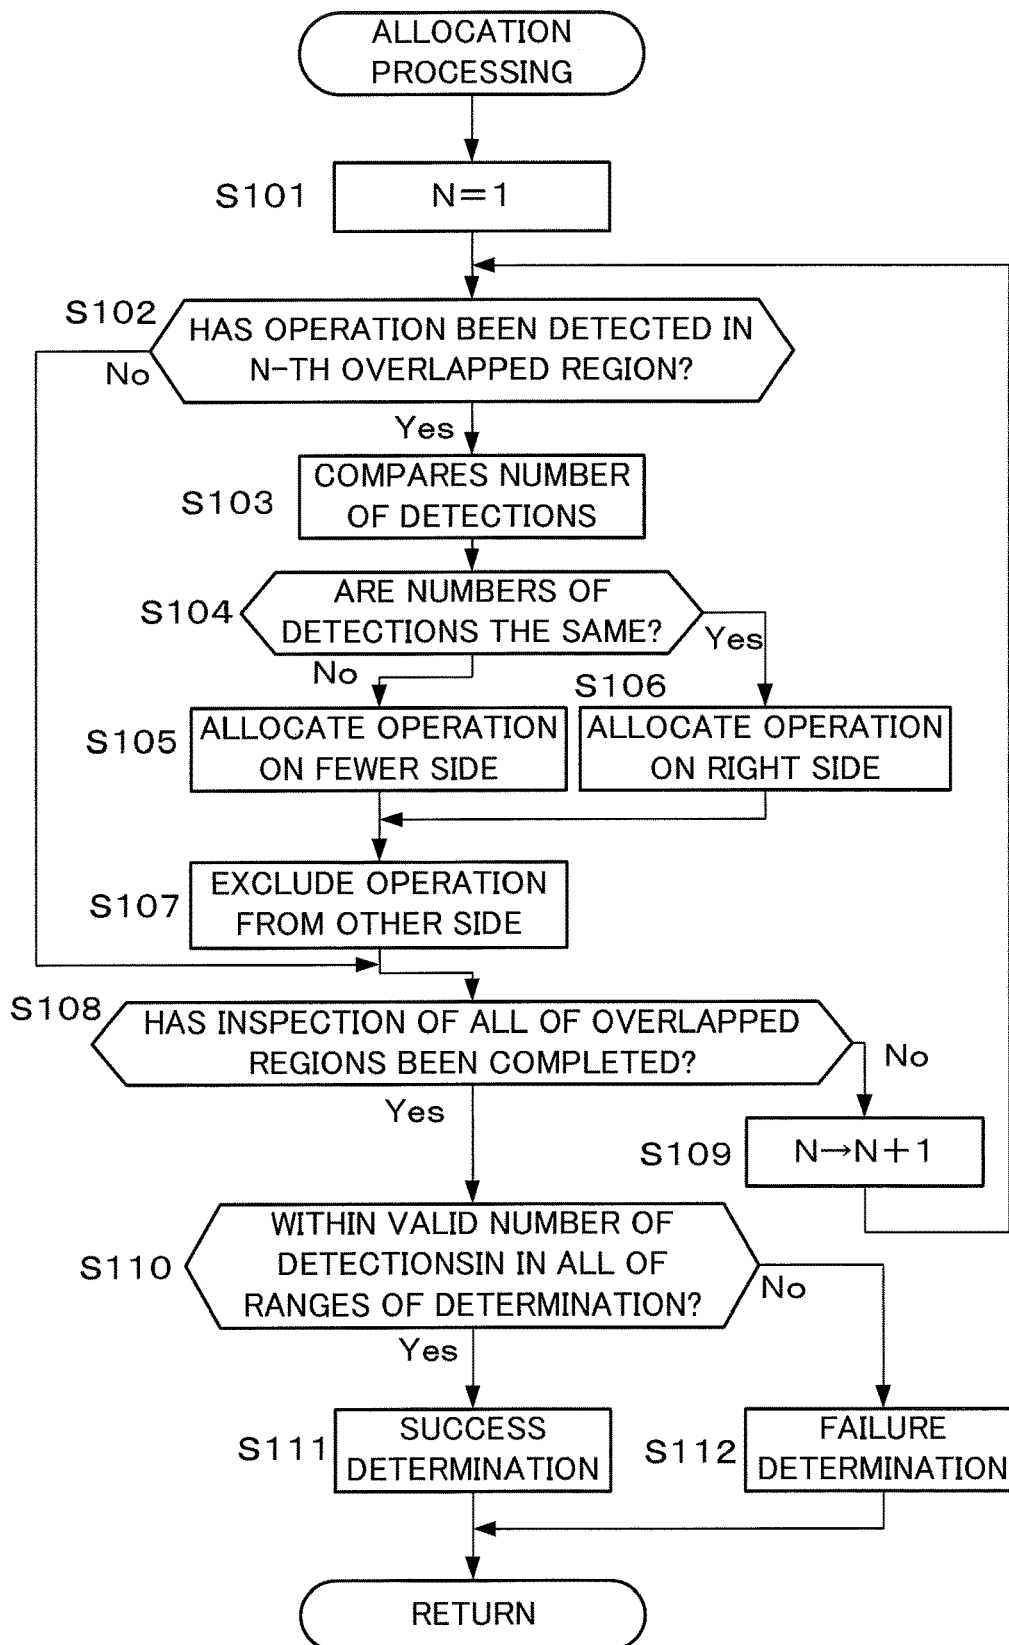 ALLOCATION
PROCESSING
S101
N=1
S102
HAS OPERATION BEEN DETECTED IN
N-TH OVERLAPPED REGION?
No
Yes
S103
COMPARES NUMBER
OF DETECTIONS
S104
ARE NUMBERS OF
DETECTIONS THE SAME?
Yes
No
S106
S105
ALLOCATE OPERATION
ON FEWER SIDE
ALLOCATE OPERATION
ON RIGHT SIDE
S107
EXCLUDE OPERATION
FROM OTHER SIDE
S108
HAS INSPECTION OF ALL OF OVERLAPPED
REGIONS BEEN COMPLETED?
No
Yes
S109
N→N+1
S110
WITHIN VALID NUMBER OF
DETECTIONSIN IN ALL OF
RANGES OF DETERMINATION?
No
Yes
S111
SUCCESS
DETERMINATION
S112
FAILURE
DETERMINATION
RETURN